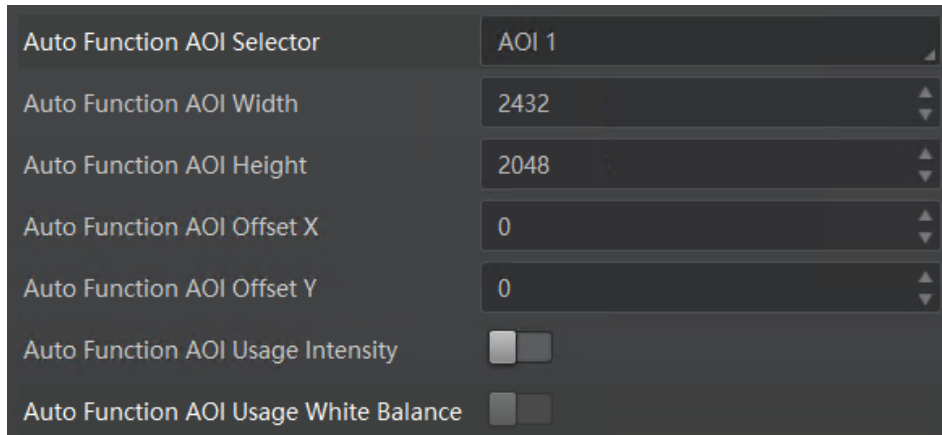 Auto Function AOI Selector AOI 1
Auto Function AOI Width 2432
Auto Function AOI Height 2048
Auto Function AOI Offset X 0
Auto Function AOI Offset Y 0
Auto Function AOI Usage Intensity
Auto Function AOI Usage White Balance